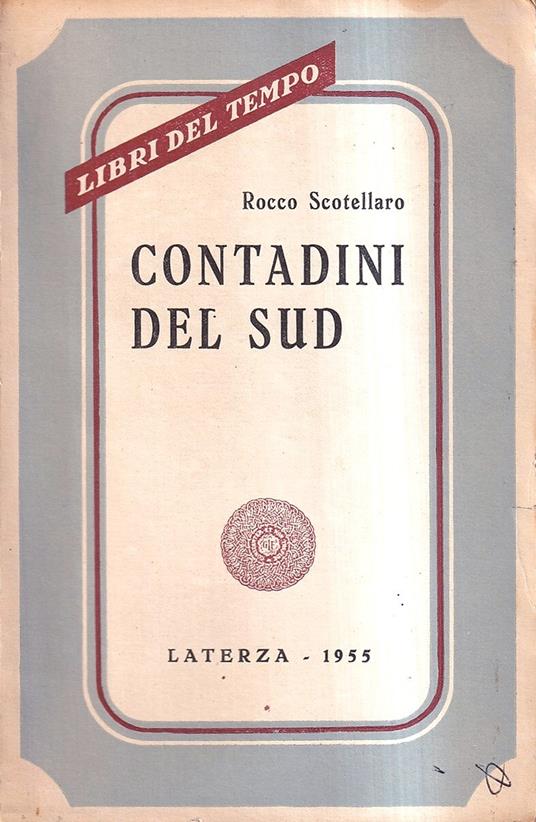 LIBRI DEL TEMPO
Rocco Scotellaro
CONTADINI
DEL SUD
LATERZA - 1955